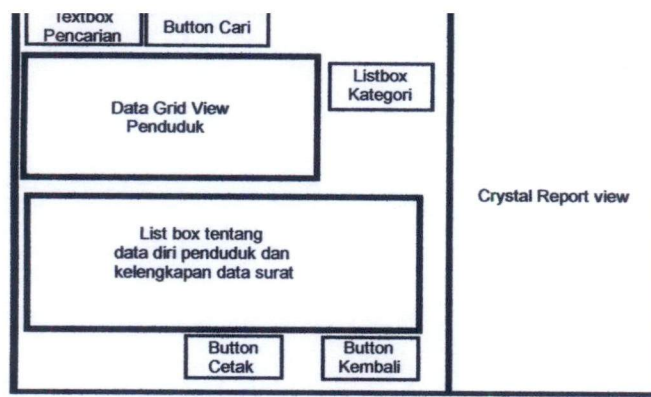 Textbox
Pencarian
Button Cari
Data Grid View
Penduduk
Listbox
Kategori
Crystal Report view
List box tentang
data diri penduduk dan
kelengkapan data surat
Button
Cetak
Button
Kembali